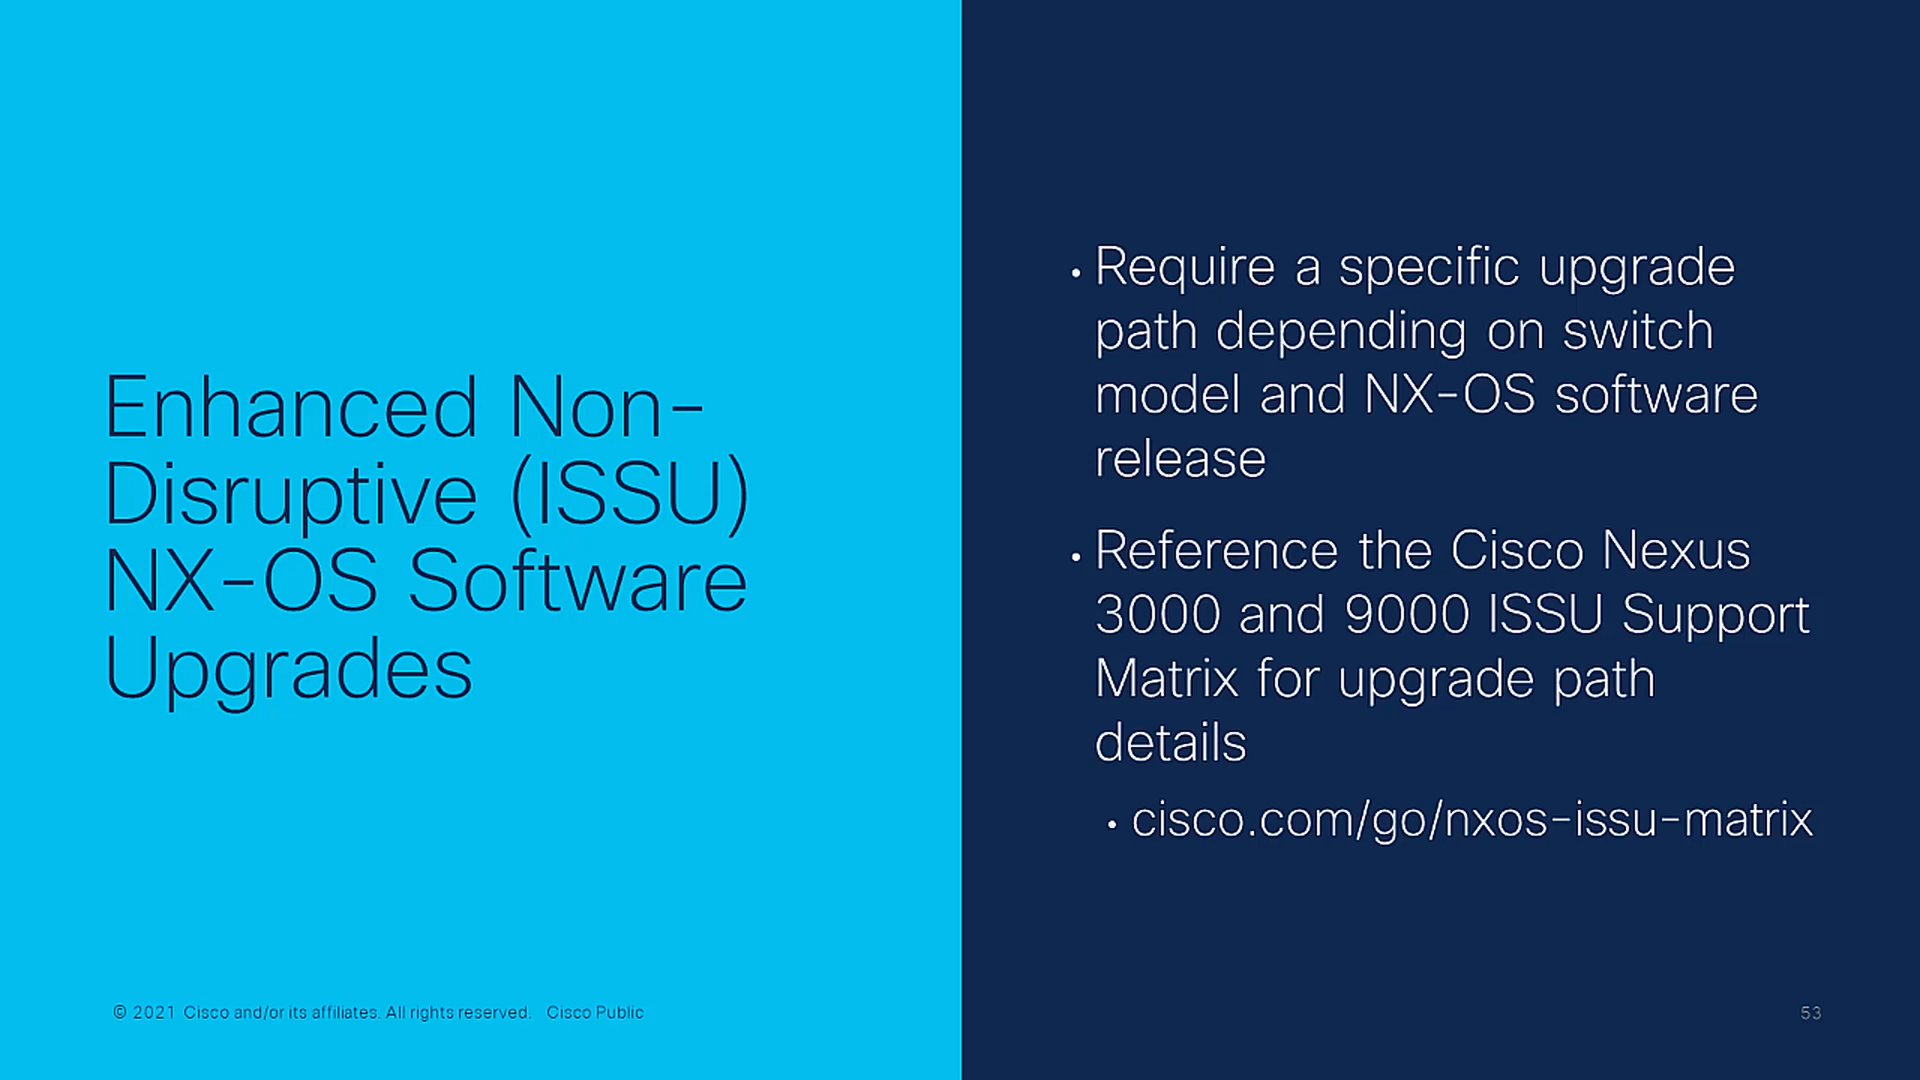 Enhanced Non-
Disruptive (ISSU)
NX-OS Software
Upgrades
• Require a specific upgrade
path depending on switch
model and NX-OS software
release
• Reference the Cisco Nexus
3000 and 9000 ISSU Support
Matrix for upgrade path
details
• cisco.com/go/nxos-issu-matrix
© 2021 Cisco and/or its affiliates. All rights reserved. Cisco Public
53